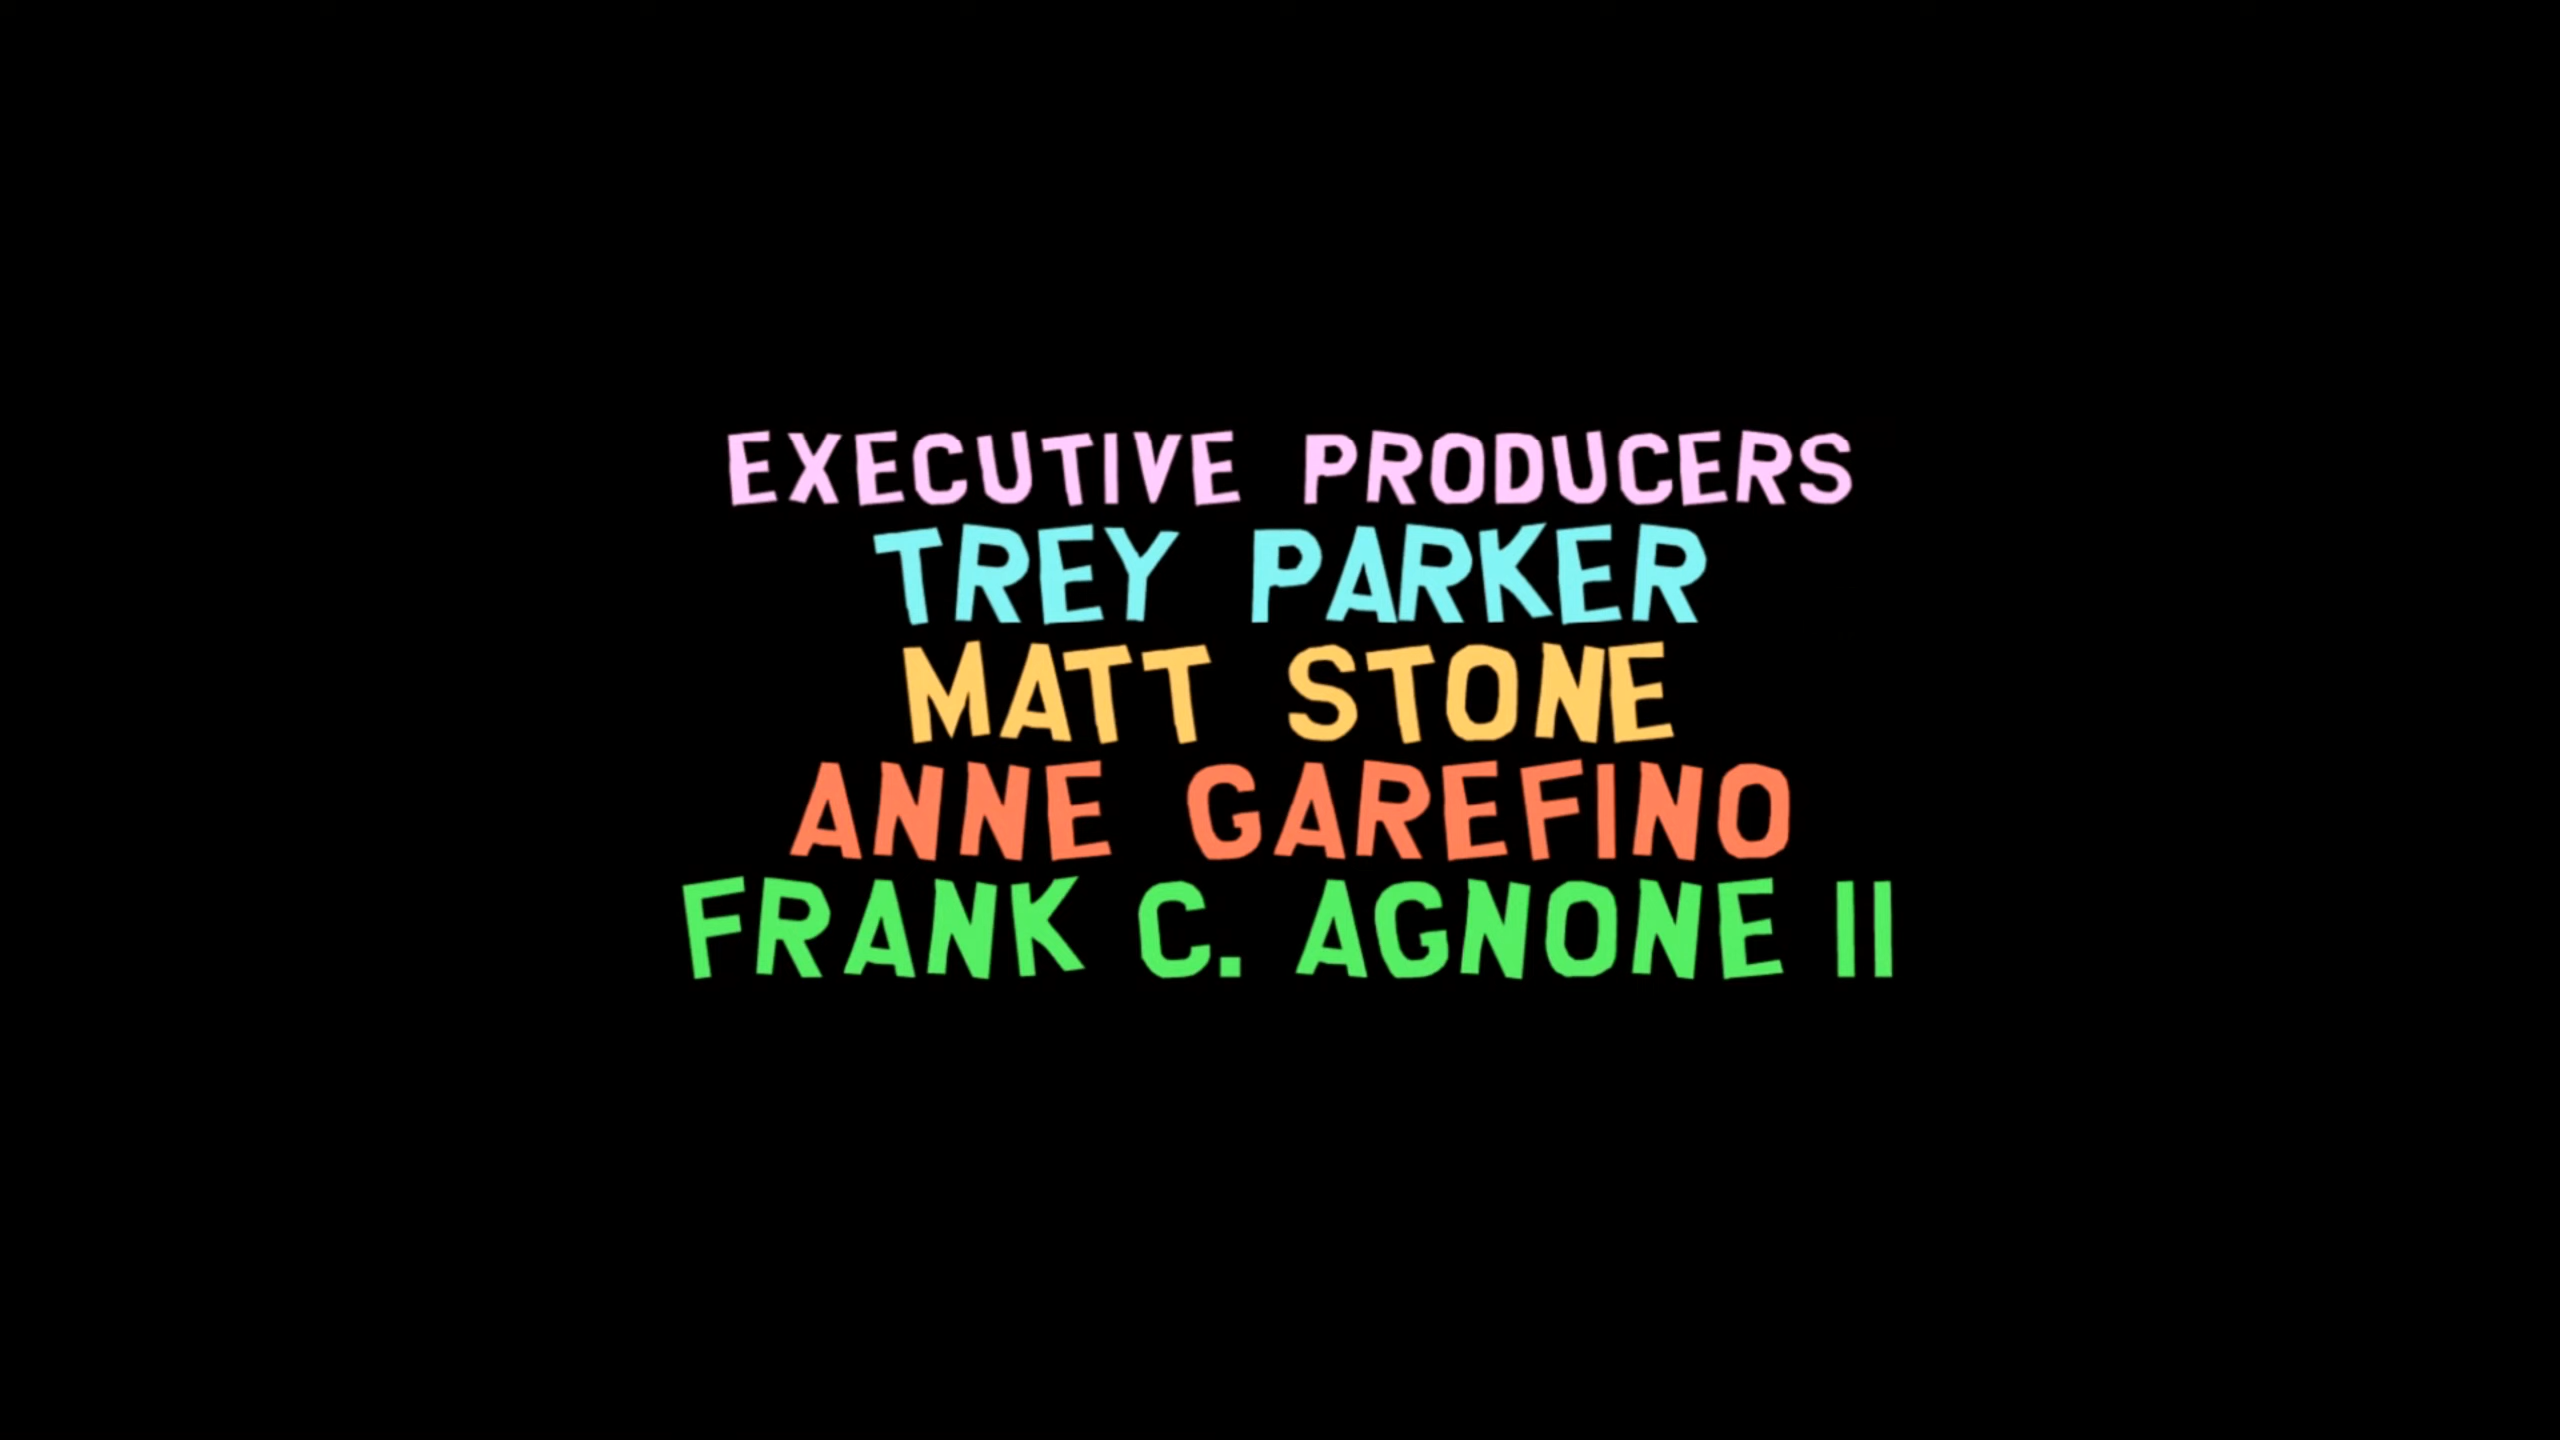 EXECUTIVE PRODUCERS
TREY PARKER
MATT STONE
ANNE GAREFINO
FRANK C. AGNONE II